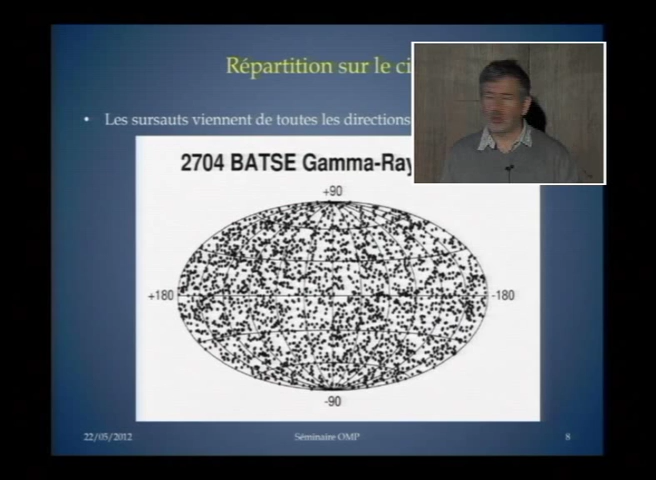 Répartition sur le
• Les sursauts viennent de toutes les directions
2704 BATSE Gamma-Ray
+90
+180
-180
-90
22/05/2012
Séminaire OMP
8